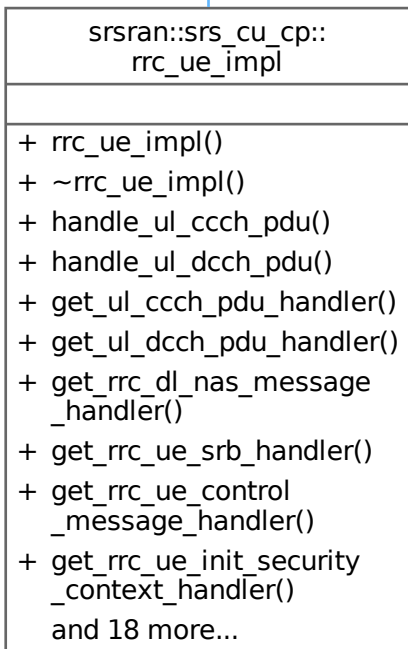 srsran::srs_cu_cp::
rrc_ue_impl
+ rrc_ue_impl()
+ ~rrc_ue_impl()
+ handle_ul_ccch_pdu()
+ handle_ul_dcch_pdu()
+ get_ul_ccch_pdu_handler()
+ get_ul_dcch_pdu_handler()
+ get_rrc_dl_nas_message
_handler()
+ get_rrc_ue_srb_handler()
+ get_rrc_ue_control
_message_handler()
+ get_rrc_ue_init_security
_context_handler()
and 18 more...